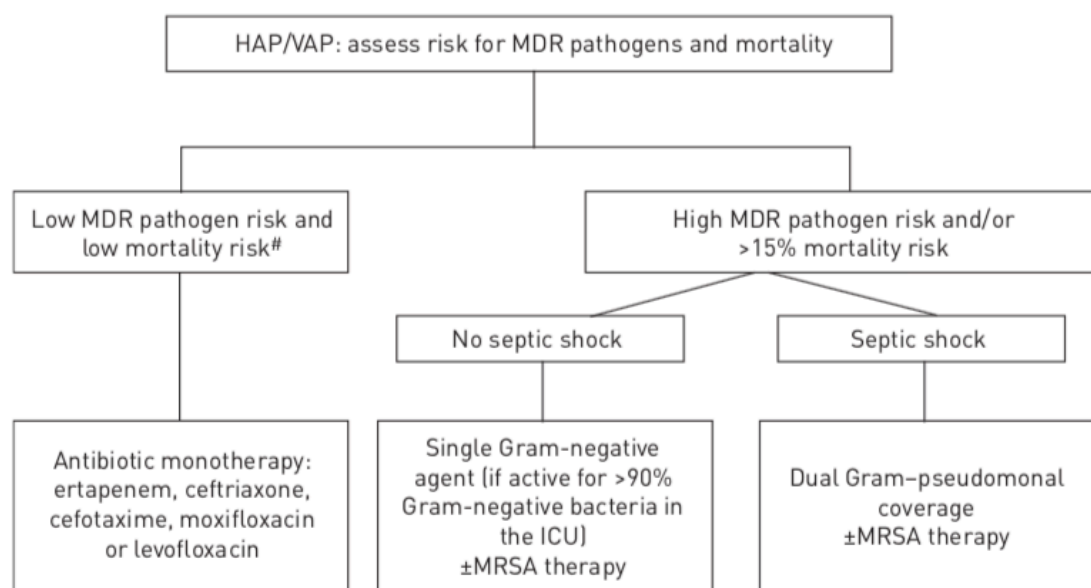 HAP/VAP: assess risk for MDR pathogens and mortality
Low MDR pathogen risk and
low mortality risk#
High MDR pathogen risk and/or
>15% mortality risk
No septic shock
Septic shock
Antibiotic monotherapy:
ertapenem, ceftriaxone,
cefotaxime, moxifloxacin
or levofloxacin
Single Gram-negative
agent (if active for >90%
Gram-negative bacteria in
the ICU)
±MRSA therapy
Dual Gram–pseudomonal
coverage
±MRSA therapy